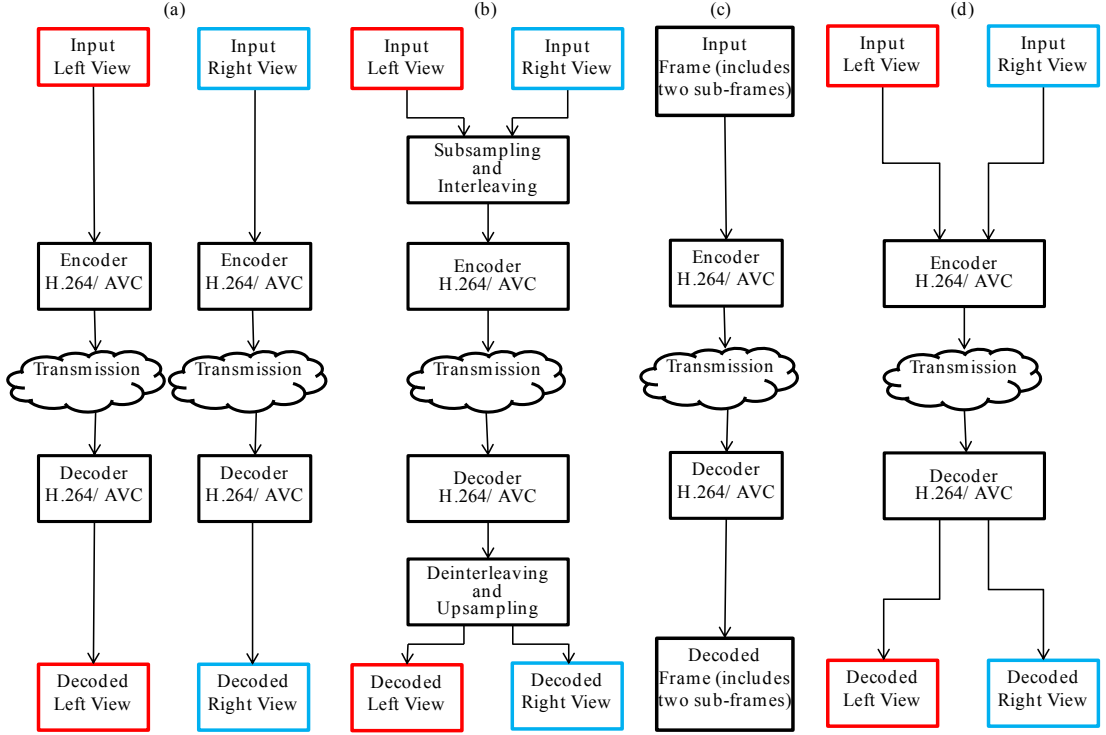 (a)
Input
Left View
Input
Right View
Encoder
H.264/ AVC
Encoder
H.264/ AVC
Transmission
Transmission
Decoder
H.264/ AVC
Decoder
H.264/ AVC
Decoded
Left View
Decoded
Right View
(b)
Input
Left View
Input
Right View
Subsampling
and
Interleaving
Encoder
H.264/ AVC
Transmission
Decoder
H.264/ AVC
Deinterleaving
and
Upsampling
Decoded
Left View
Decoded
Right View
(c)
Input
Frame (includes
two sub-frames)
Encoder
H.264/ AVC
Transmission
Decoder
H.264/ AVC
Decoded
Frame (includes
two sub-frames)
(d)
Input
Left View
Input
Right View
Encoder
H.264/ AVC
Transmission
Decoder
H.264/ AVC
Decoded
Left View
Decoded
Right View